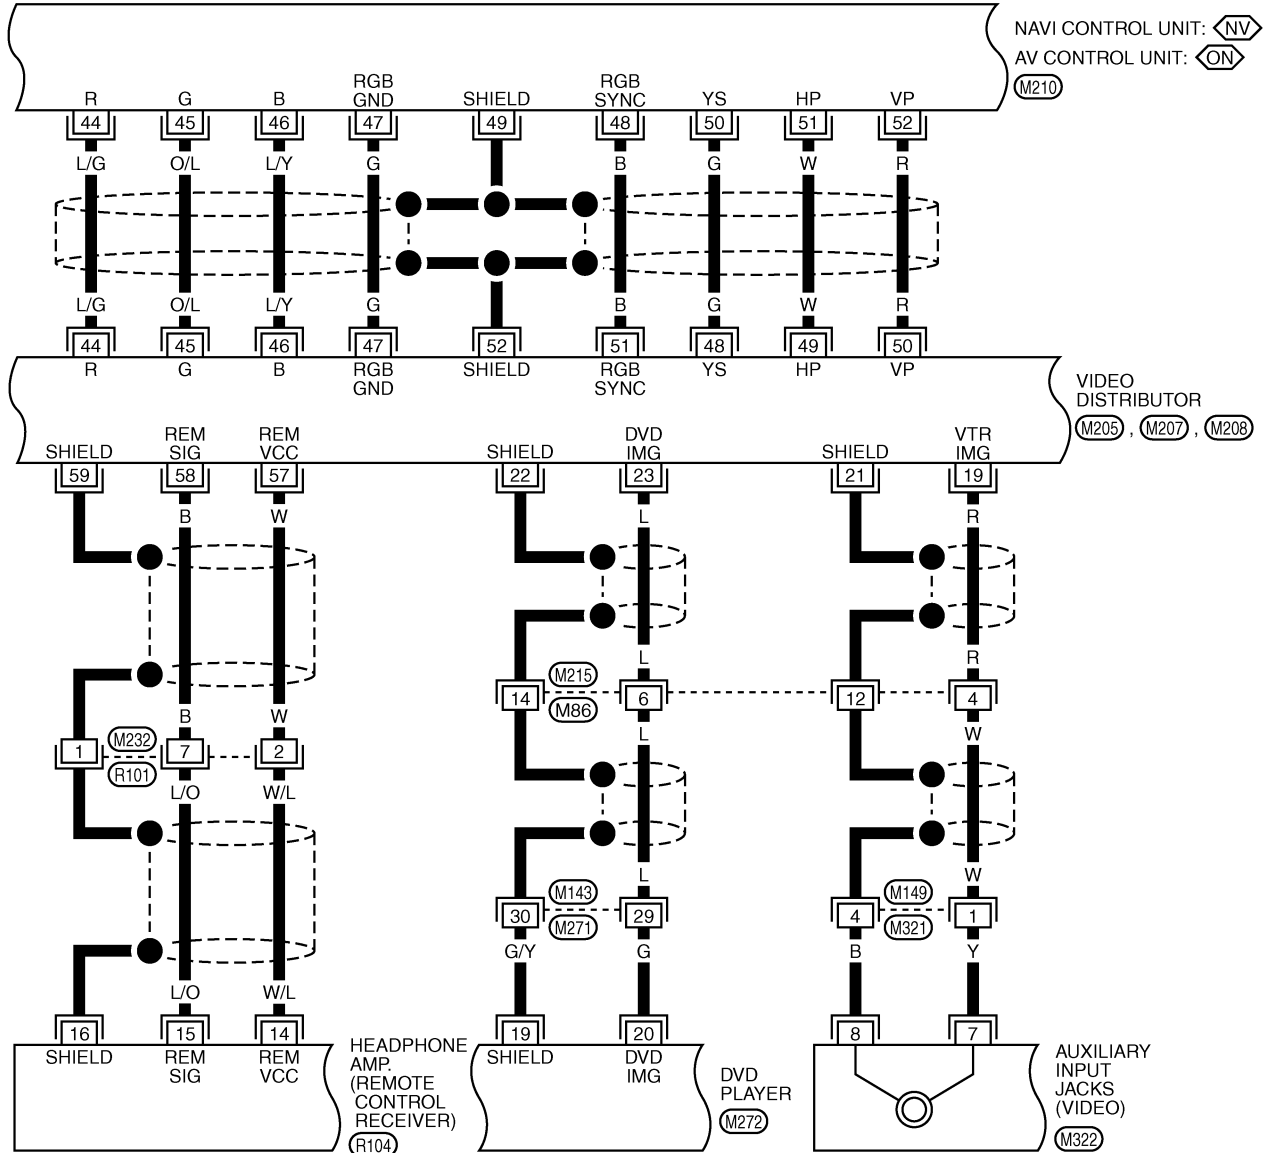 NAVI CONTROL UNIT: NV
AV CONTROL UNIT: ON
M210
R G B RGB GND SHIELD RGB SYNC YS HP VP
44 45 46 47 49 48 50 51 52
L/G O/L L/Y G B G W R
L/G O/L L/Y G B G W R
44 45 46 47 52 51 48 49 50
R G B RGB GND SHIELD RGB SYNC YS HP VP
VIDEO
DISTRIBUTOR
M205 , M207 , M208
SHIELD REM SIG REM VCC SHIELD DVD IMG SHIELD VTR IMG
59 58 57 22 23 21 19
B W L R
L R
M215
14 6 12 4
M86
B W L W
M232
1 7 2
R101
L/O W/L
L W
M143 M149
30 29 4 1
M271 M321
G/Y G B Y
L/O W/L
16 15 14 19 20 8 7
SHIELD REM SIG REM VCC SHIELD DVD IMG
HEADPHONE
AMP.
(REMOTE
CONTROL
RECEIVER)
R104
DVD
PLAYER
M272
AUXILIARY
INPUT
JACKS
(VIDEO)
M322